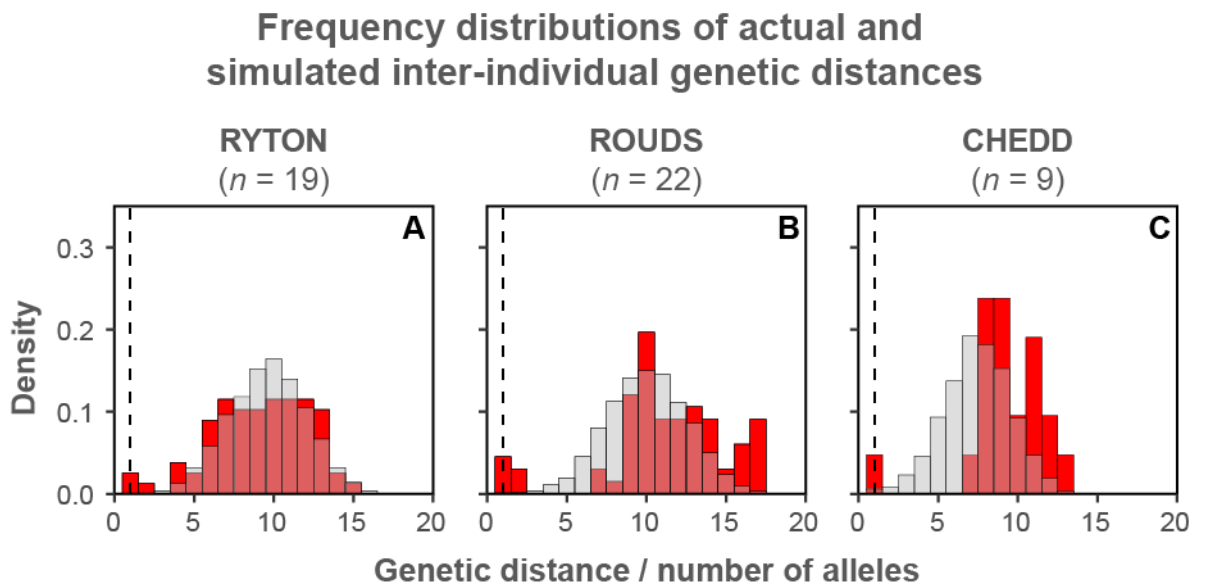 Frequency distributions of actual and
simulated inter-individual genetic distances
RYTON
(n = 19)
ROUDS
(n = 22)
CHEDD
(n = 9)
A
B
C
Density
0.3
0.2
0.1
0.0
0 5 10 15 20
0 5 10 15 20
0 5 10 15 20
Genetic distance / number of alleles